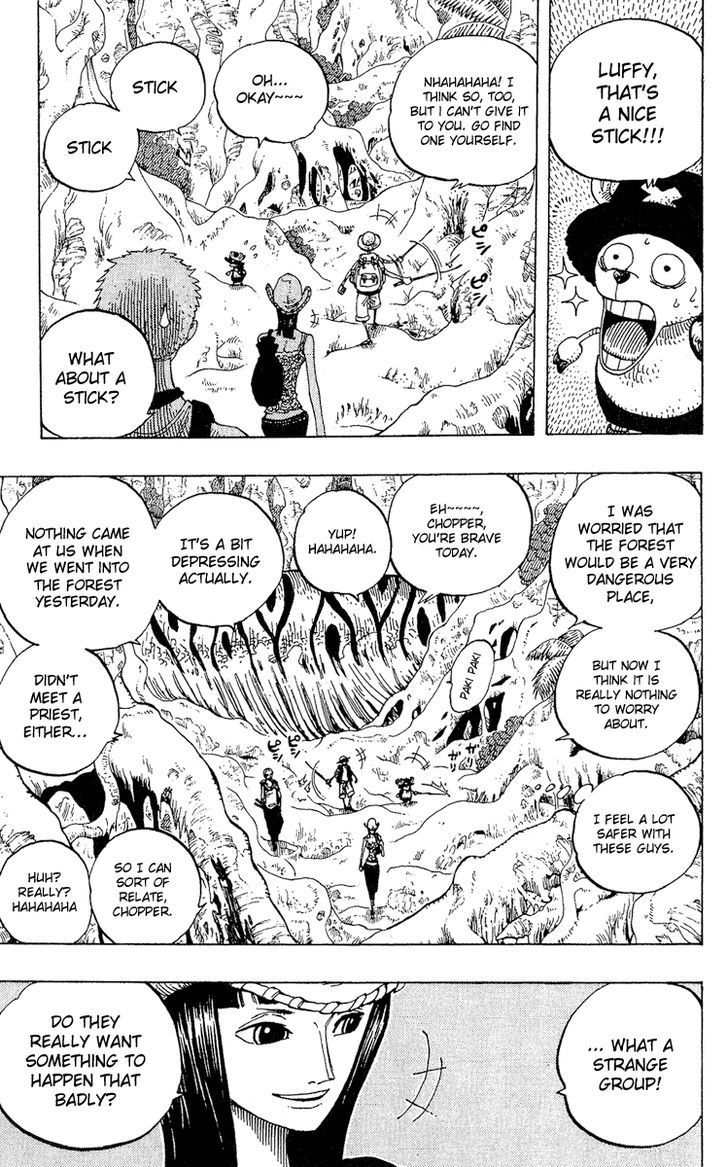 LUFFY,
THAT'S
A NICE
STICK!!!
NHAHAHAHA! I
THINK SO, TOO,
BUT I CAN'T GIVE IT
TO YOU. GO FIND
ONE YOURSELF.
OH...
OKAY~~~
STICK
STICK
WHAT
ABOUT A
STICK?
I WAS
WORRIED THAT
THE FOREST
WOULD BE A VERY
DANGEROUS
PLACE,
BUT NOW I
THINK IT IS
REALLY NOTHING
TO WORRY
ABOUT.
I FEEL A LOT
SAFER WITH
THESE GUYS.
EH~~~~,
CHOPPER,
YOU'RE BRAVE
TODAY.
PAKI PAKI
YUP!
HAHAHAHA.
IT'S A BIT
DEPRESSING
ACTUALLY.
NOTHING CAME
AT US WHEN
WE WENT INTO
THE FOREST
YESTERDAY.
DIDN'T
MEET A
PRIEST,
EITHER...
SO I CAN
SORT OF
RELATE,
CHOPPER.
HUH?
REALLY?
HAHAHAHA
... WHAT A
STRANGE
GROUP!
DO THEY
REALLY WANT
SOMETHING TO
HAPPEN THAT
BADLY?